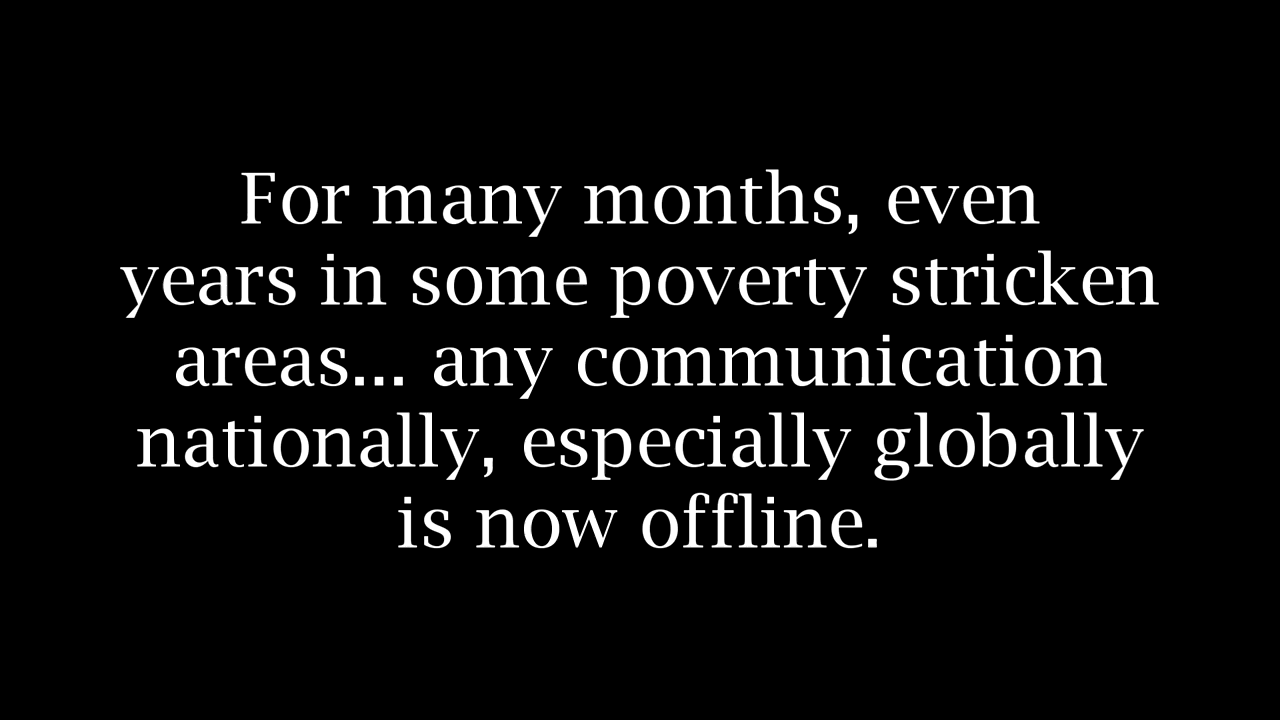 For many months, even
years in some poverty stricken
areas... any communication
nationally, especially globally
is now offline.